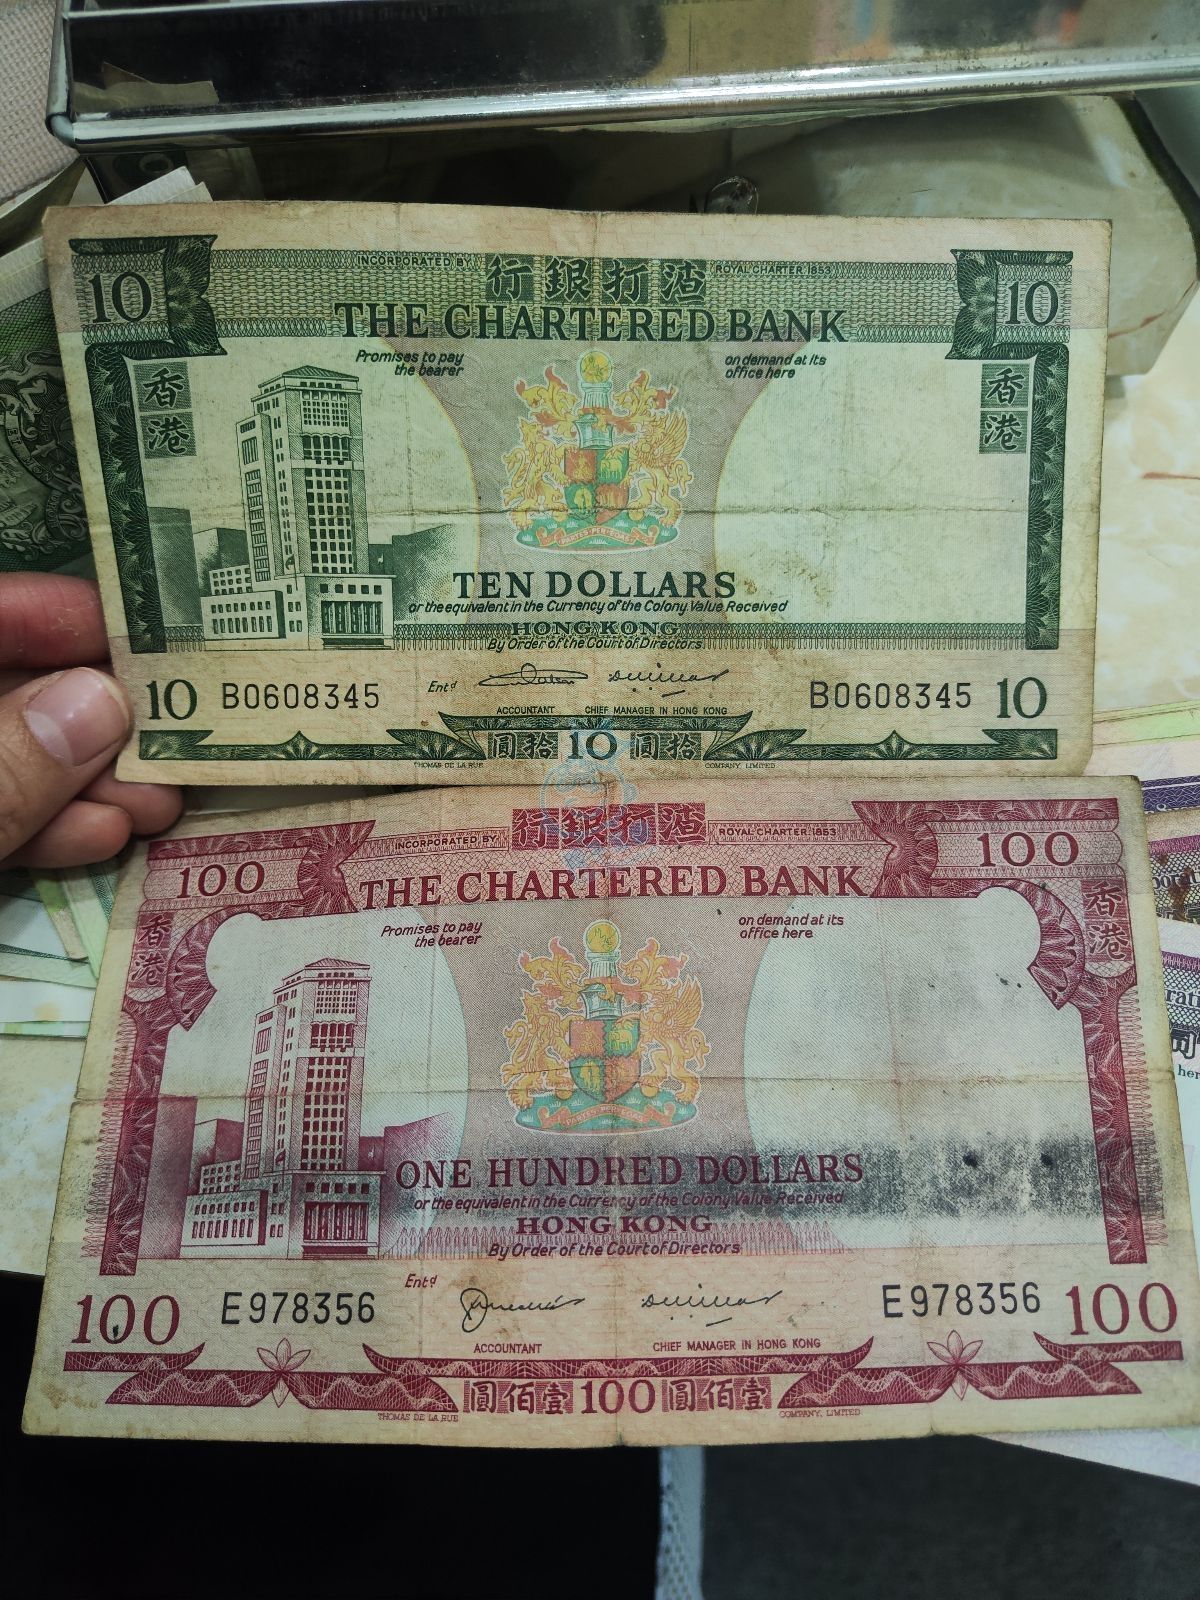 INCORPORATED BY 行銀打渣 ROYAL CHARTER 1853
10 THE CHARTERED BANK 10
Promises to pay the bearer
on demand at its office here
香港
香港
PARTES PER EOAS
TEN DOLLARS
or the equivalent in the Currency of the Colony Value Received
HONG KONG
By Order of the Court of Directors
10 B0608345 Entd B0608345 10
ACCOUNTANT CHIEF MANAGER IN HONG KONG
圓拾 10 圓拾
THOMAS DE LA RUE COMPANY, LIMITED
INCORPORATED BY 行銀打渣 ROYAL CHARTER 1853
100 THE CHARTERED BANK 100
Promises to pay the bearer
on demand at its office here
香港
香港
PARTES PER EOAS
ONE HUNDRED DOLLARS
or the equivalent in the Currency of the Colony Value Received
HONG KONG
By Order of the Court of Directors
100 E978356 Entd E978356 100
ACCOUNTANT CHIEF MANAGER IN HONG KONG
圓佰壹 100 圓佰壹
THOMAS DE LA RUE COMPANY, LIMITED